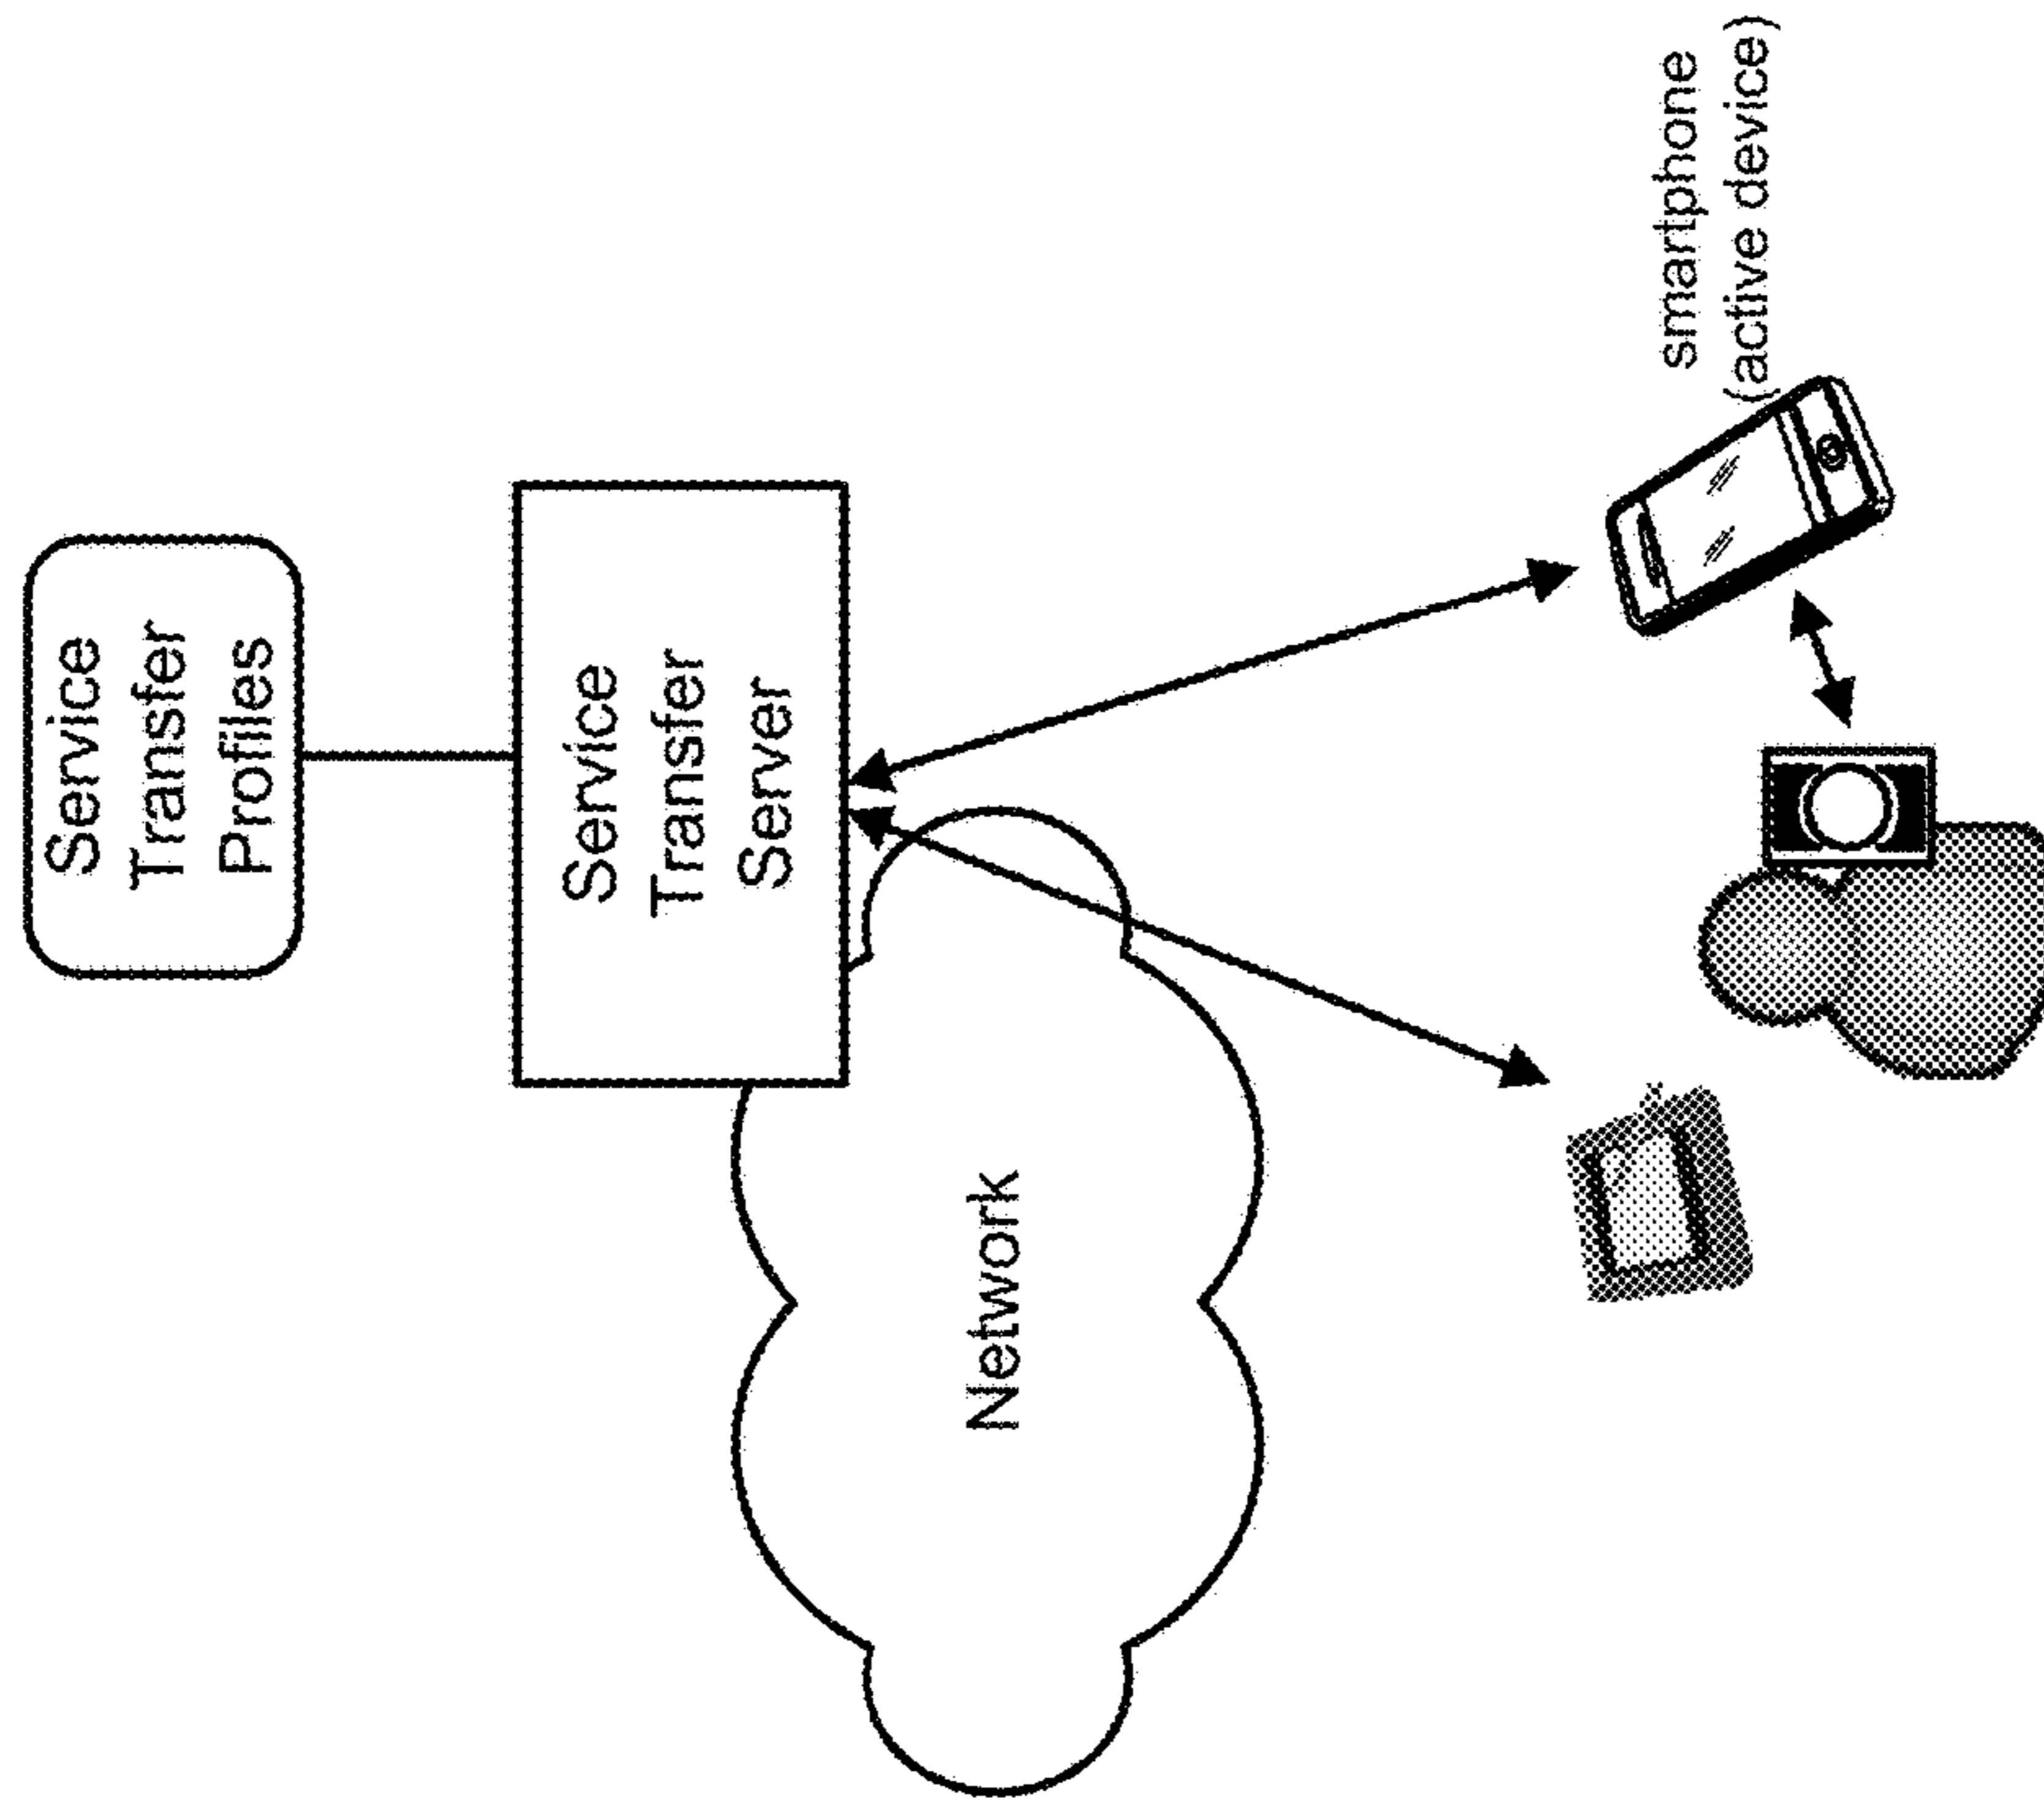 Service
Transfer
Profiles
Service
Transfer
Server
Network
smartphone
(active device)